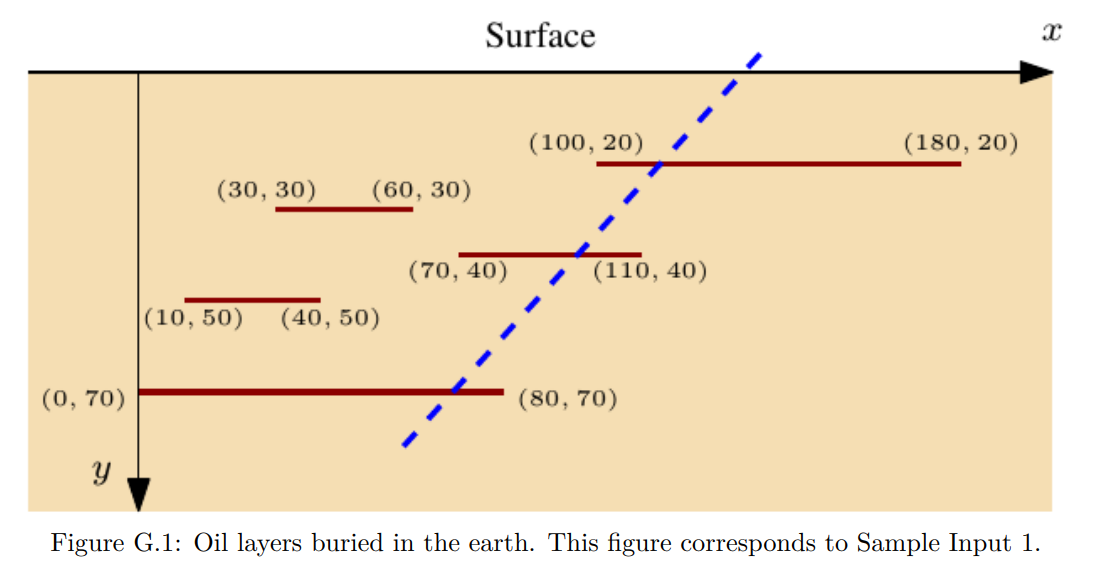 Surface
x
(100, 20)
(180, 20)
(30, 30)
(60, 30)
(70, 40)
(110, 40)
(10, 50)
(40, 50)
(0, 70)
(80, 70)
y
Figure G.1: Oil layers buried in the earth. This figure corresponds to Sample Input 1.